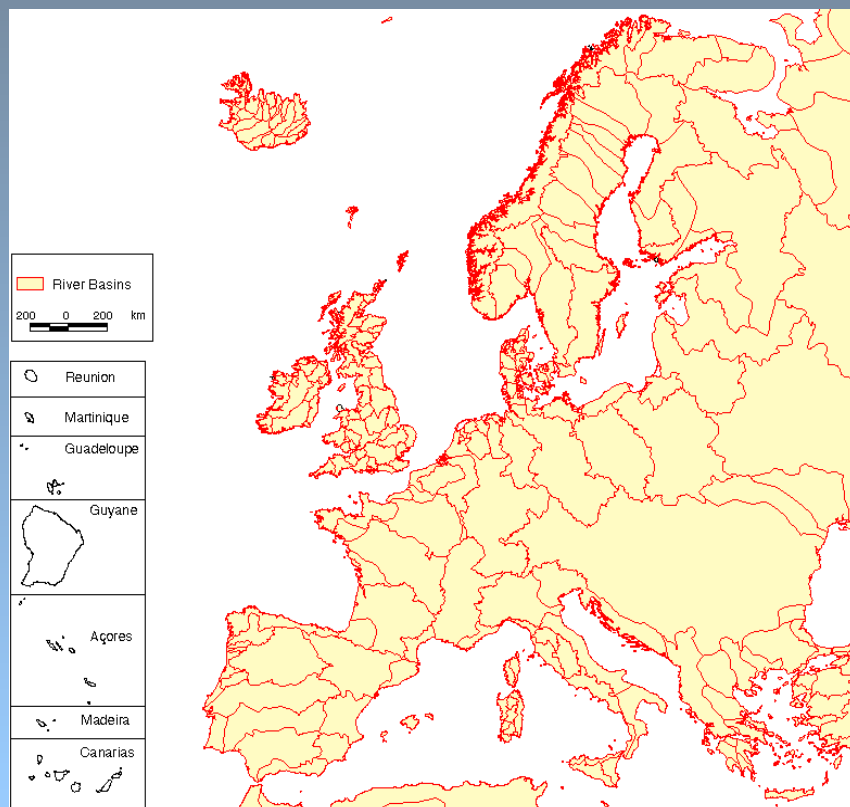 River Basins
200 0 200 km
Reunion
Martinique
Guadeloupe
Guyane
Açores
Madeira
Canarias